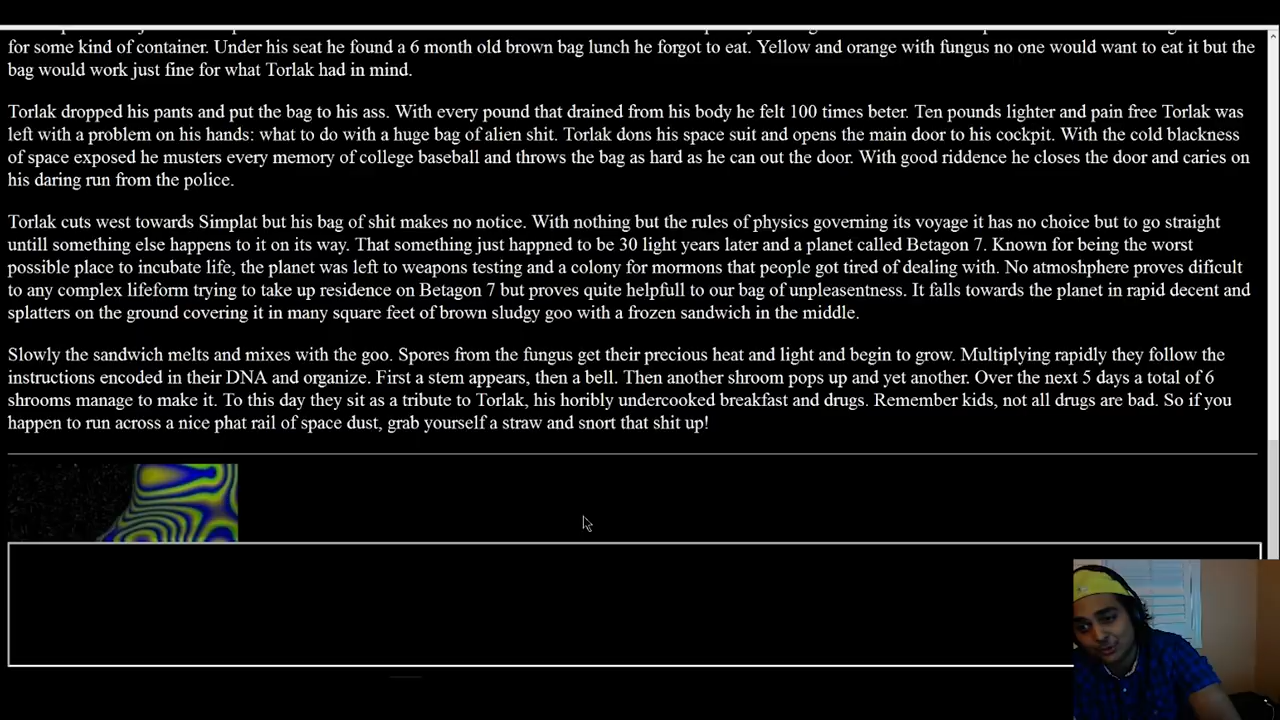 for some kind of container. Under his seat he found a 6 month old brown bag lunch he forgot to eat. Yellow and orange with fungus no one would want to eat it but the
bag would work just fine for what Torlak had in mind.
Torlak dropped his pants and put the bag to his ass. With every pound that drained from his body he felt 100 times beter. Ten pounds lighter and pain free Torlak was
left with a problem on his hands: what to do with a huge bag of alien shit. Torlak dons his space suit and opens the main door to his cockpit. With the cold blackness
of space exposed he musters every memory of college baseball and throws the bag as hard as he can out the door. With good riddence he closes the door and caries on
his daring run from the police.
Torlak cuts west towards Simplat but his bag of shit makes no notice. With nothing but the rules of physics governing its voyage it has no choice but to go straight
untill something else happens to it on its way. That something just happned to be 30 light years later and a planet called Betagon 7. Known for being the worst
possible place to incubate life, the planet was left to weapons testing and a colony for mormons that people got tired of dealing with. No atmoshphere proves dificult
to any complex lifeform trying to take up residence on Betagon 7 but proves quite helpfull to our bag of unpleasentness. It falls towards the planet in rapid decent and
splatters on the ground covering it in many square feet of brown sludgy goo with a frozen sandwich in the middle.
Slowly the sandwich melts and mixes with the goo. Spores from the fungus get their precious heat and light and begin to grow. Multiplying rapidly they follow the
instructions encoded in their DNA and organize. First a stem appears, then a bell. Then another shroom pops up and yet another. Over the next 5 days a total of 6
shrooms manage to make it. To this day they sit as a tribute to Torlak, his horibly undercooked breakfast and drugs. Remember kids, not all drugs are bad. So if you
happen to run across a nice phat rail of space dust, grab yourself a straw and snort that shit up!